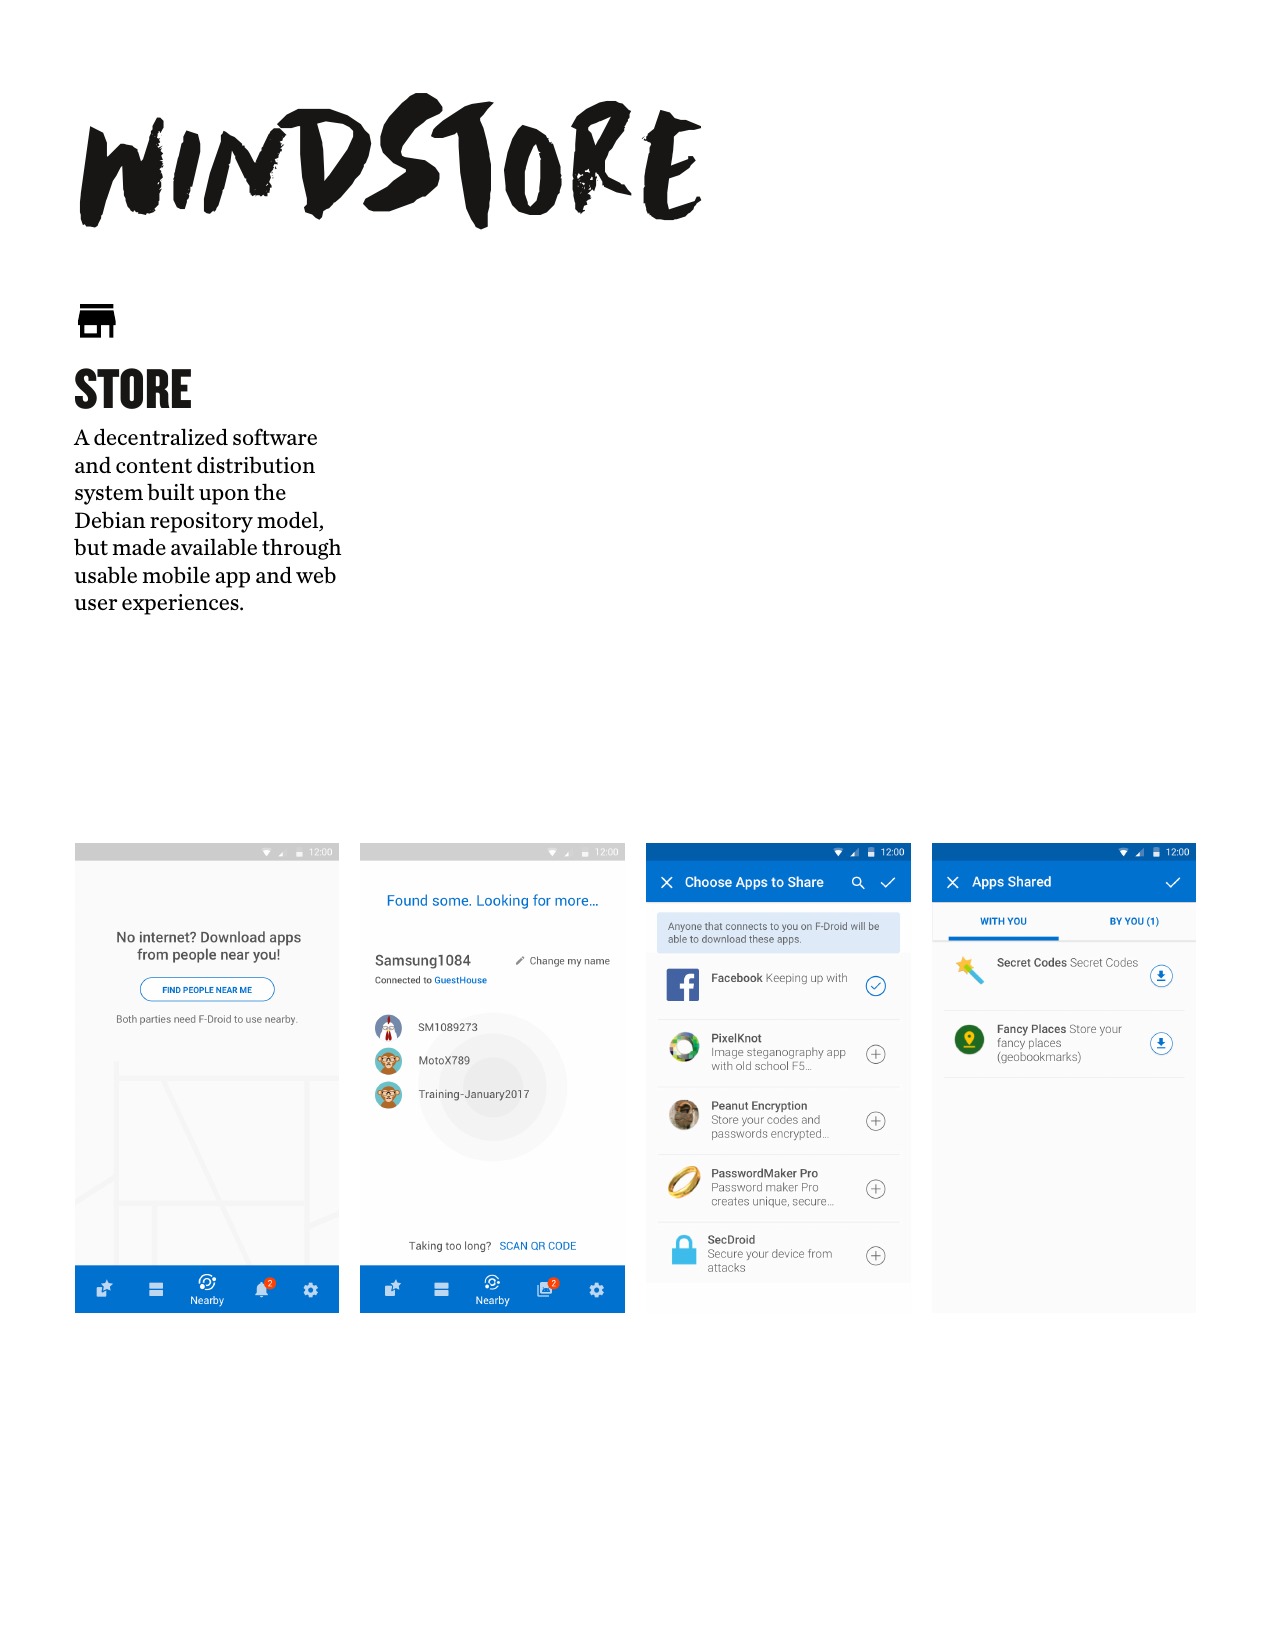 WINDSTORE
STORE
A decentralized software
and content distribution
system built upon the
Debian repository model,
but made available through
usable mobile app and web
user experiences.
12:00
No internet? Download apps
from people near you!
FIND PEOPLE NEAR ME
Both parties need F-Droid to use nearby.
2
Nearby
12:00
Found some. Looking for more...
Samsung1084
Change my name
Connected to GuestHouse
SM1089273
MotoX789
Training-January2017
Taking too long? SCAN QR CODE
2
Nearby
12:00
Choose Apps to Share
Anyone that connects to you on F-Droid will be
able to download these apps.
Facebook Keeping up with
PixelKnot
Image steganography app
with old school F5...
Peanut Encryption
Store your codes and
passwords encrypted...
PasswordMaker Pro
Password maker Pro
creates unique, secure...
SecDroid
Secure your device from
attacks
12:00
Apps Shared
WITH YOU
BY YOU (1)
Secret Codes Secret Codes
Fancy Places Store your
fancy places
(geobookmarks)